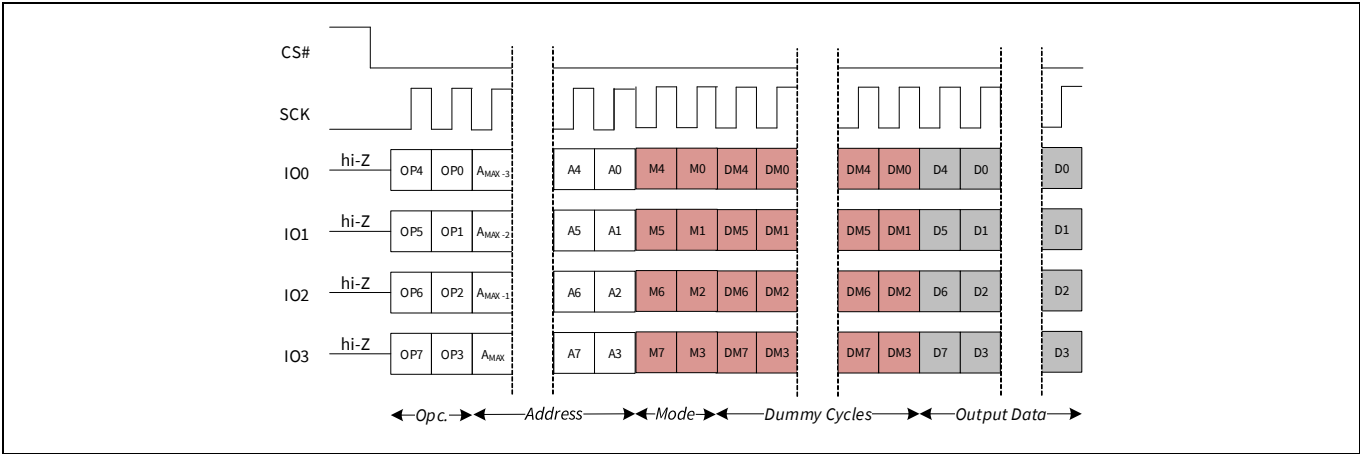 CS#
SCK
IO0 hi-Z OP4 OP0 AMAX -3 A4 A0 M4 M0 DM4 DM0 DM4 DM0 D4 D0 D0
IO1 hi-Z OP5 OP1 AMAX -2 A5 A1 M5 M1 DM5 DM1 DM5 DM1 D5 D1 D1
IO2 hi-Z OP6 OP2 AMAX -1 A6 A2 M6 M2 DM6 DM2 DM6 DM2 D6 D2 D2
IO3 hi-Z OP7 OP3 AMAX A7 A3 M7 M3 DM7 DM3 DM7 DM3 D7 D3 D3
Opc. Address Mode Dummy Cycles Output Data